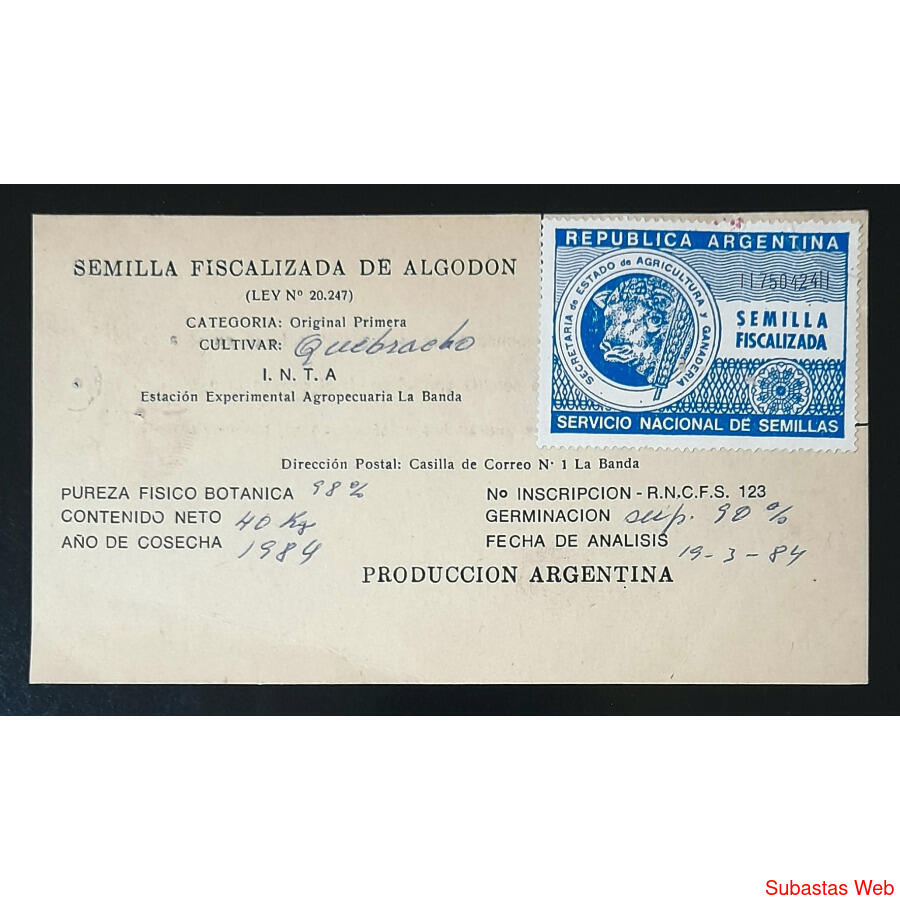 SEMILLA FISCALIZADA DE ALGODON
(LEY Nº 20.247)
CATEGORIA: Original Primera
CULTIVAR: Quebracho
I. N. T. A
Estación Experimental Agropecuaria La Banda
REPUBLICA ARGENTINA
SECRETARIA de ESTADO de AGRICULTURA Y GANADERIA
SEMILLA
FISCALIZADA
SERVICIO NACIONAL DE SEMILLAS
Dirección Postal: Casilla de Correo N· 1 La Banda
PUREZA FISICO BOTANICA 98%
CONTENIDO NETO 40 Kg
AÑO DE COSECHA 1984
Nº INSCRIPCION - R.N.C.F.S. 123
GERMINACION sup. 90 %
FECHA DE ANALISIS 19-3-84
PRODUCCION ARGENTINA
Subastas Web